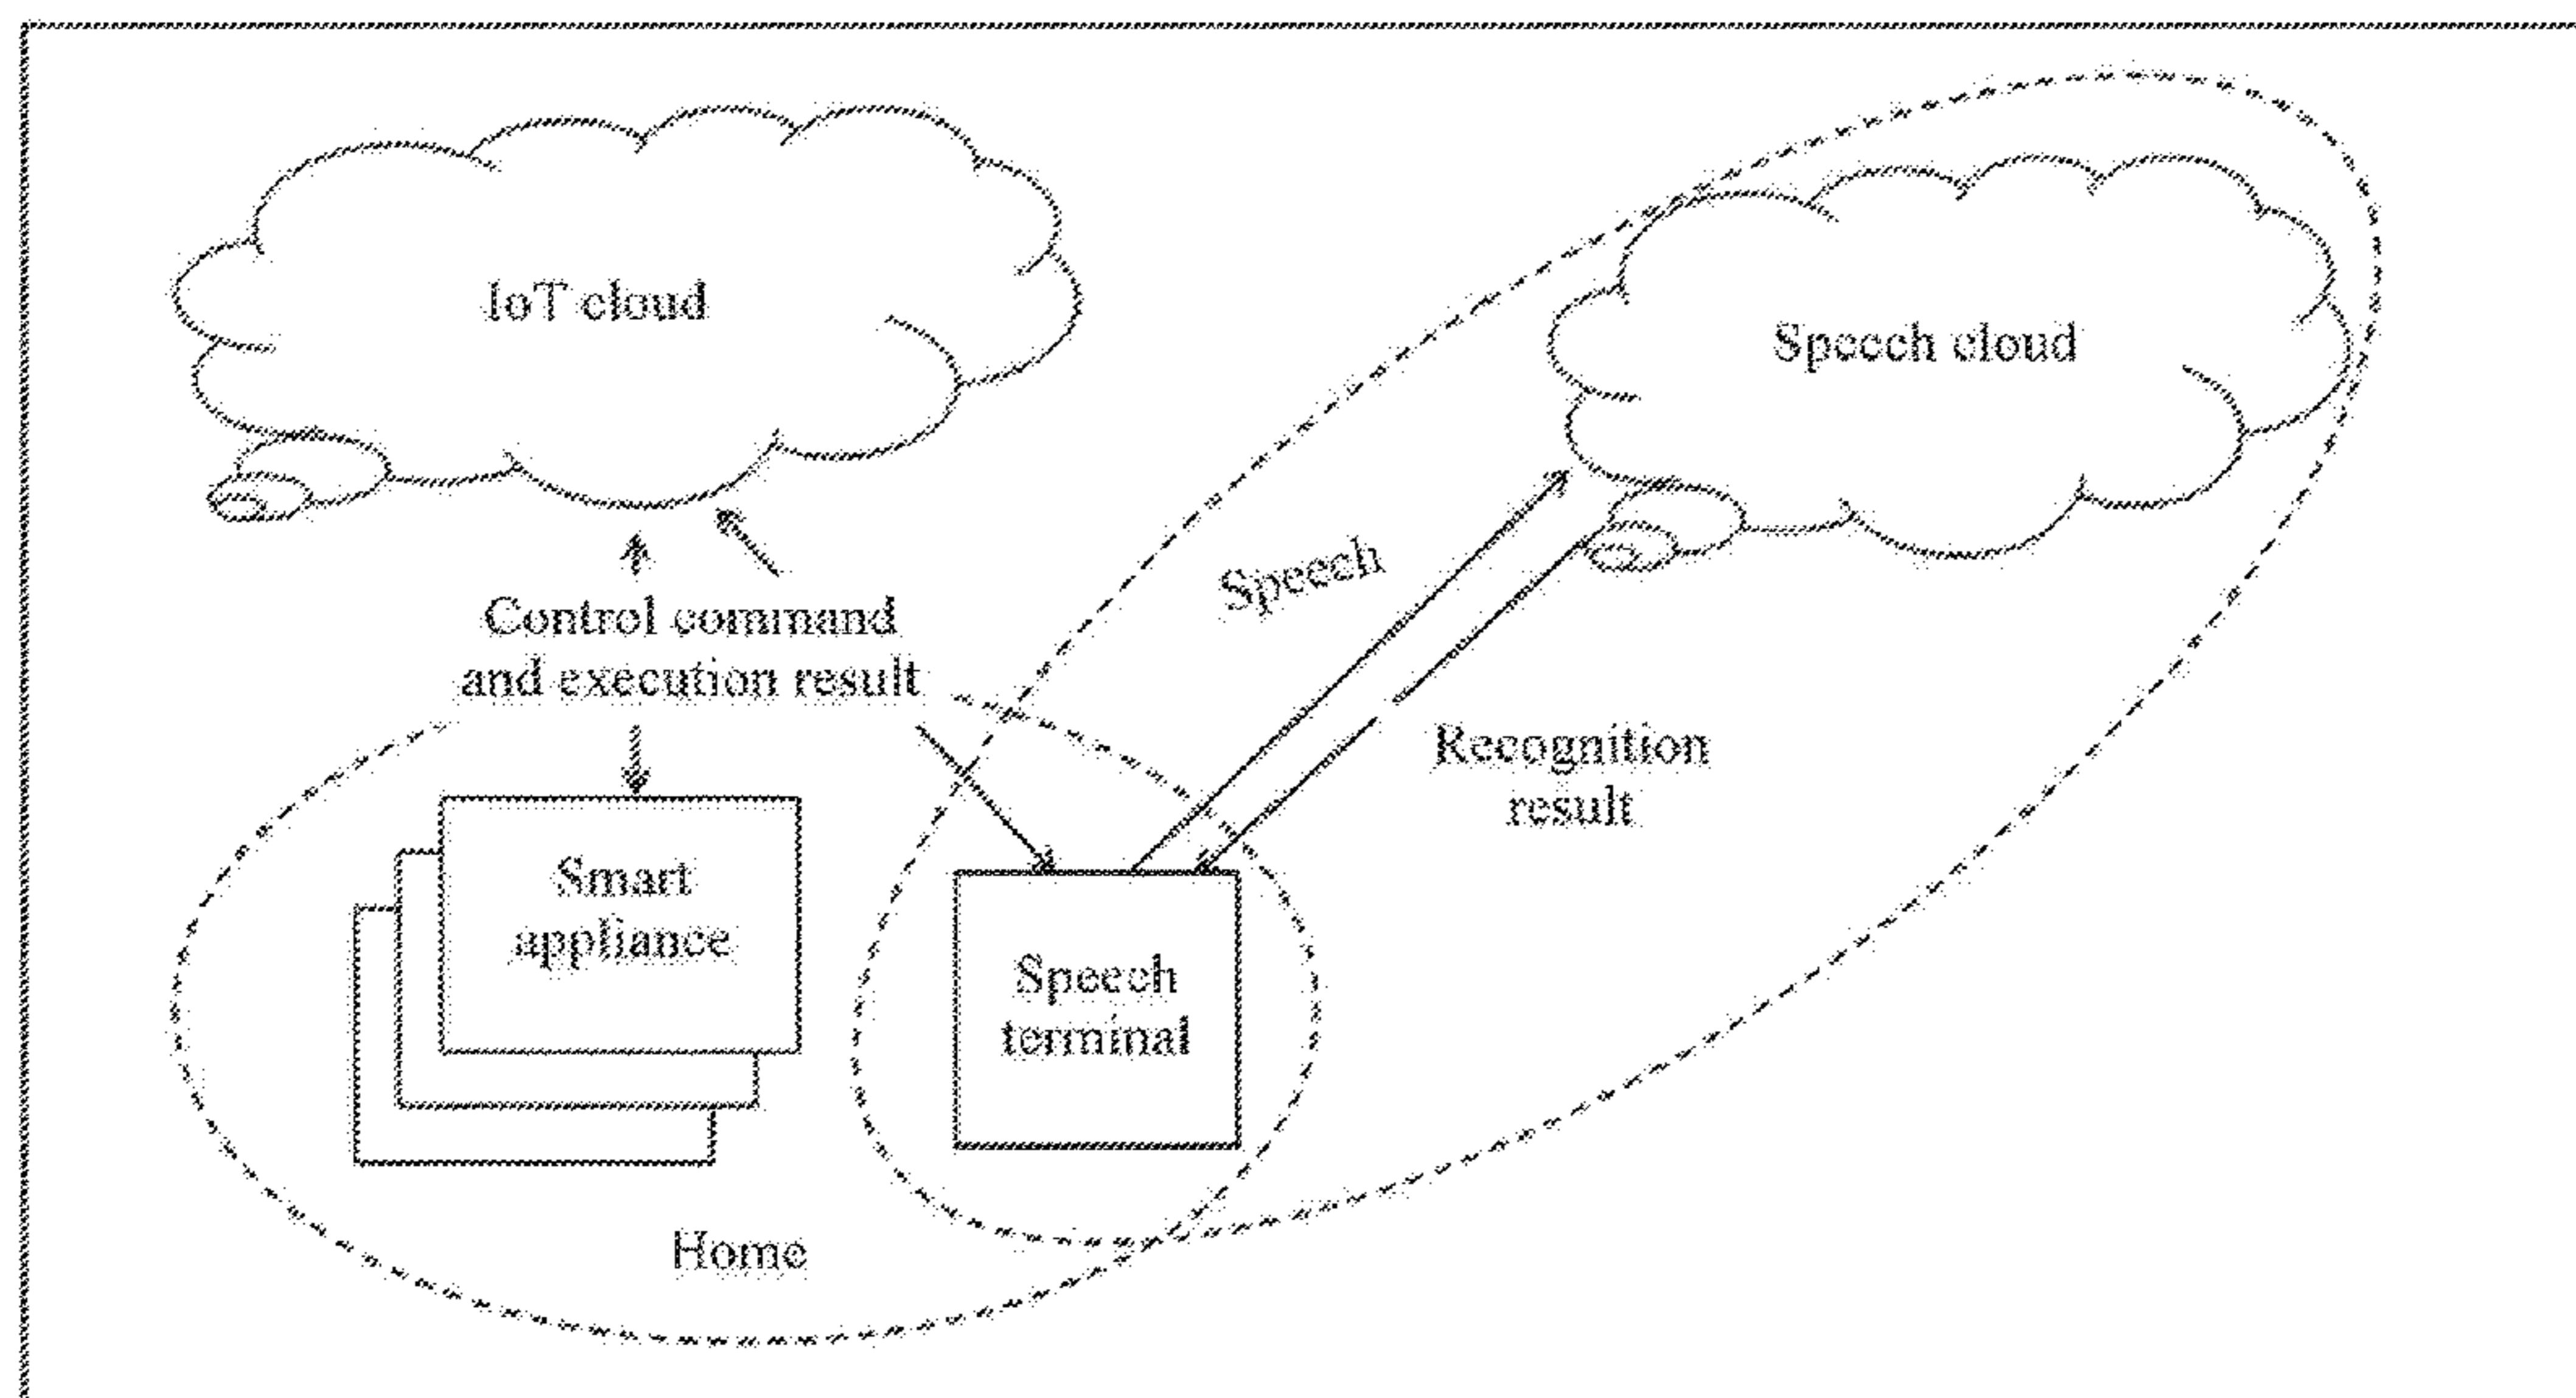 IoT cloud
Speech cloud
Speech
Control command
and execution result
Recognition
result
Smart
appliance
Speech
terminal
Home